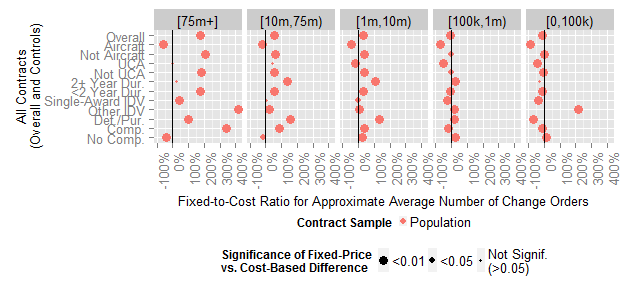 [75m+] [10m,75m) [1m,10m) [100k,1m) [0,100k)
All Contracts
(Overall and Controls)
Overall
Aircraft
Not Aircraft
UCA
Not UCA
2+ Year Dur.
<2 Year Dur.
Single-Award IDV
Other IDV
Def/Pur.
Comp.
No Comp.
-100% 0% 100% 200% 300% 400% -100% 0% 100% 200% 300% 400% -100% 0% 100% 200% 300% 400% -100% 0% 100% 200% 300% 400% -100% 0% 100% 200% 300% 400%
Fixed-to-Cost Ratio for Approximate Average Number of Change Orders
Contract Sample Population
Significance of Fixed-Price
vs. Cost-Based Difference
<0.01 <0.05 Not Signif.
(>0.05)